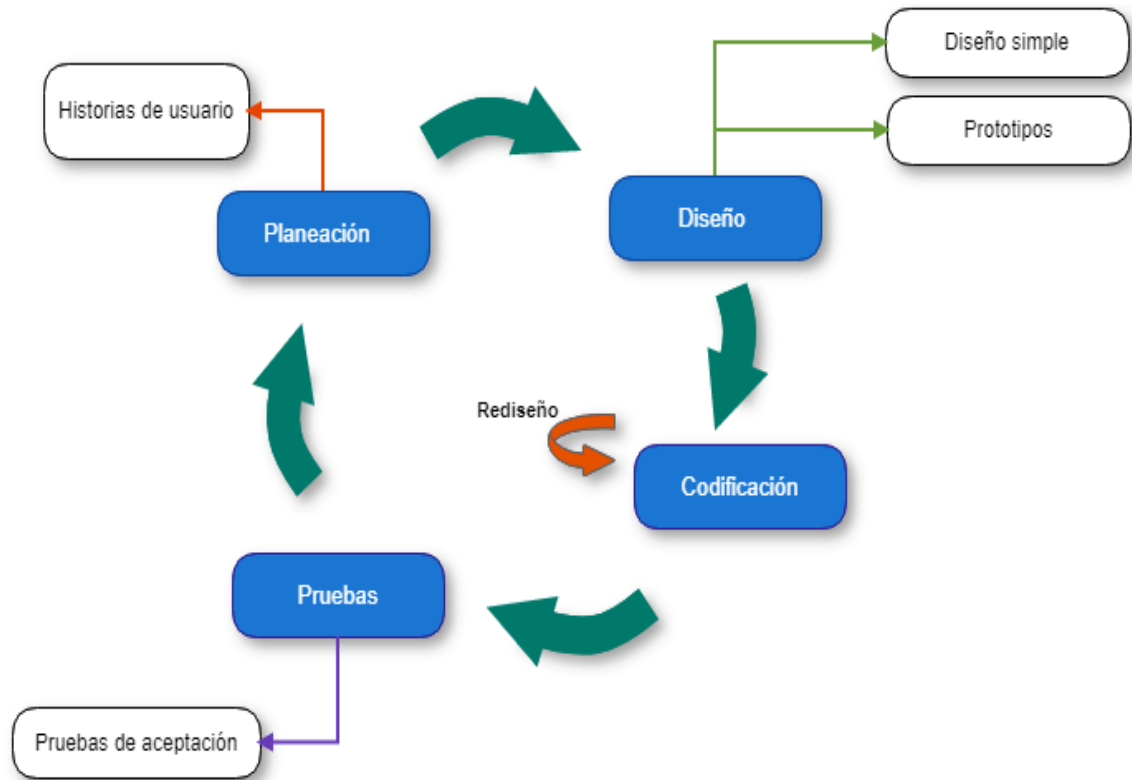 Diseño simple
Historias de usuario
Prototipos
Planeación
Diseño
Rediseño
Codificación
Pruebas
Pruebas de aceptación